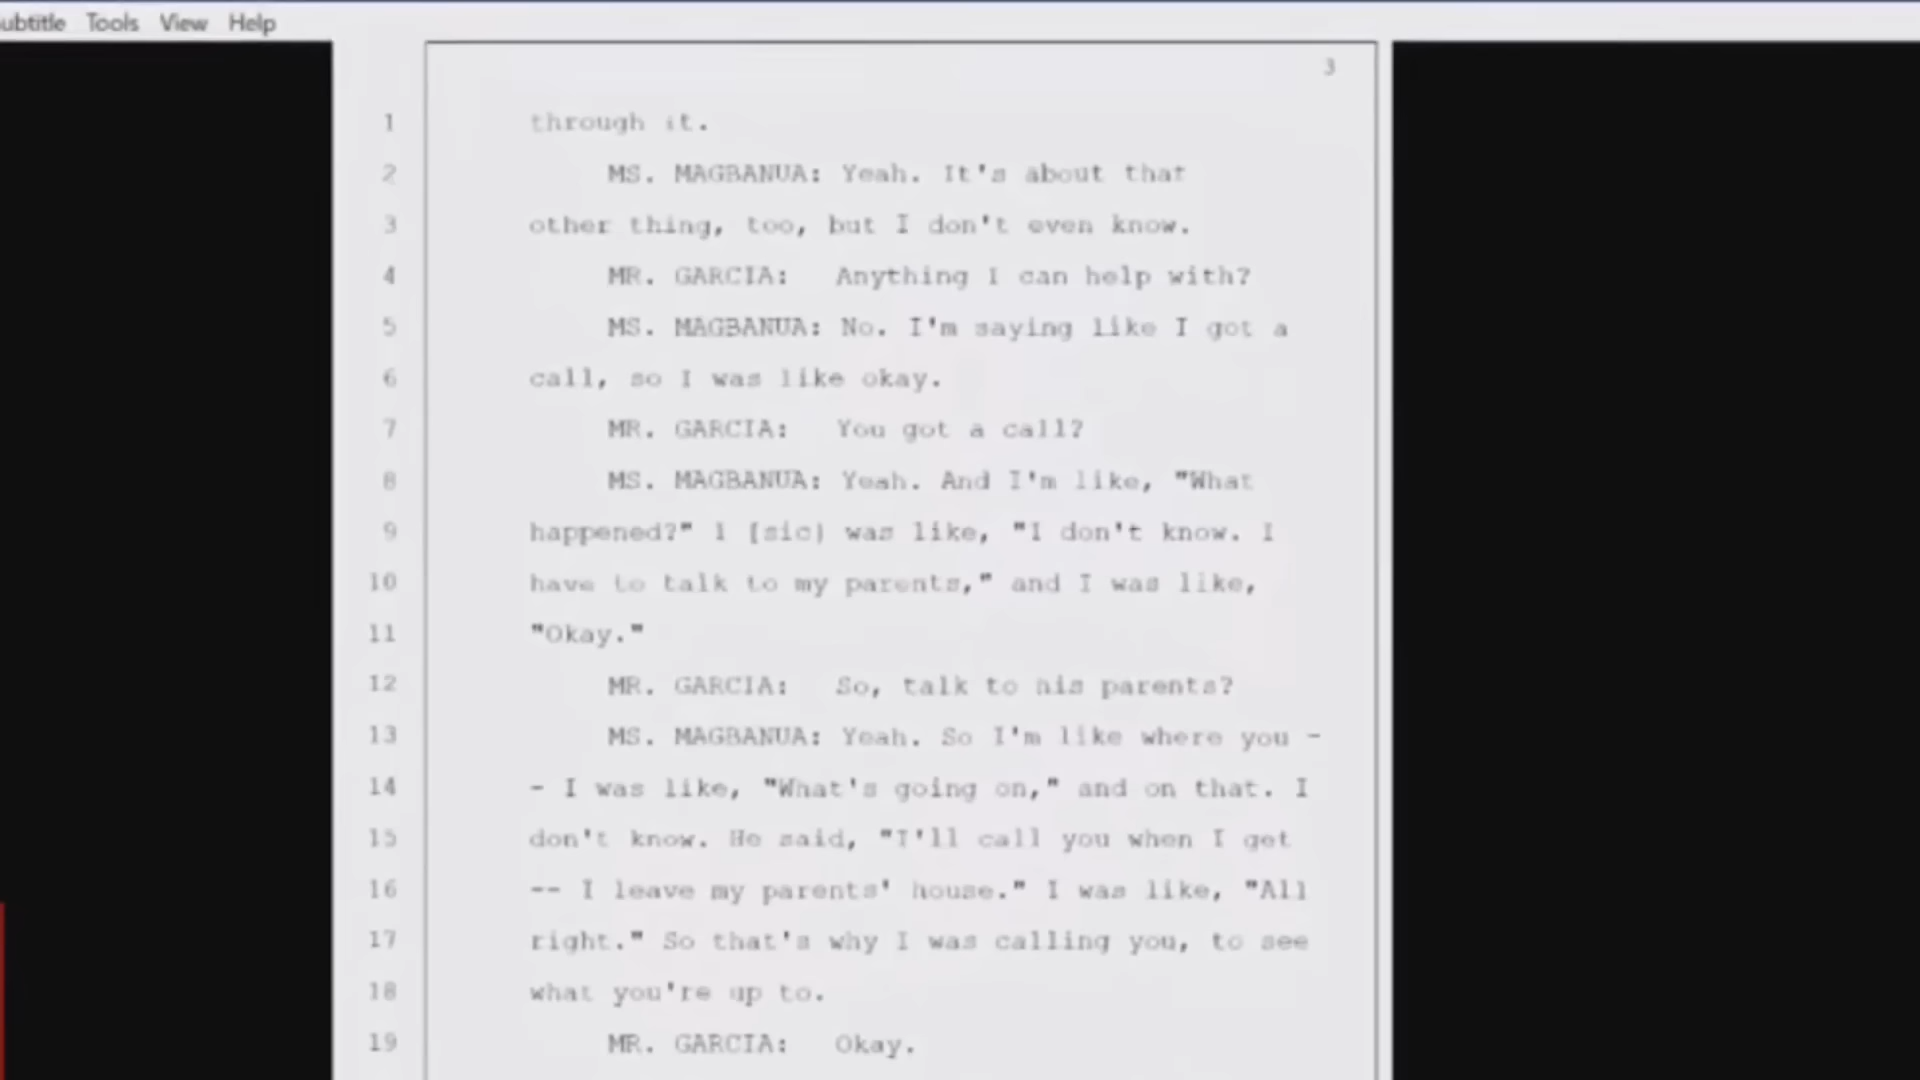 ubtitle Tools View Help
3
1 through it.
2 MS. MAGBANUA: Yeah. It's about that
3 other thing, too, but I don't even know.
4 MR. GARCIA: Anything I can help with?
5 MS. MAGBANUA: No. I'm saying like I got a
6 call, so I was like okay.
7 MR. GARCIA: You got a call?
8 MS. MAGBANUA: Yeah. And I'm like, "What
9 happened?" l [sic] was like, "I don't know. I
10 have to talk to my parents," and I was like,
11 "Okay."
12 MR. GARCIA: So, talk to his parents?
13 MS. MAGBANUA: Yeah. So I'm like where you -
14 - I was like, "What's going on," and on that. I
15 don't know. He said, "I'll call you when I get
16 -- I leave my parents' house." I was like, "All
17 right." So that's why I was calling you, to see
18 what you're up to.
19 MR. GARCIA: Okay.